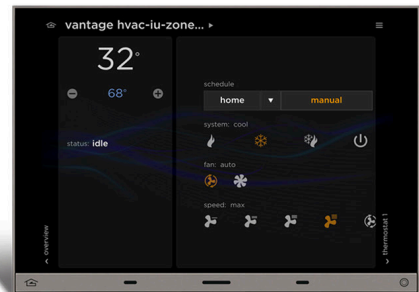 vantage hvac-iu-zone...
32°
68°
status: idle
schedule
home
manual
system: cool
fan: auto
speed: max
overview
thermostat 1